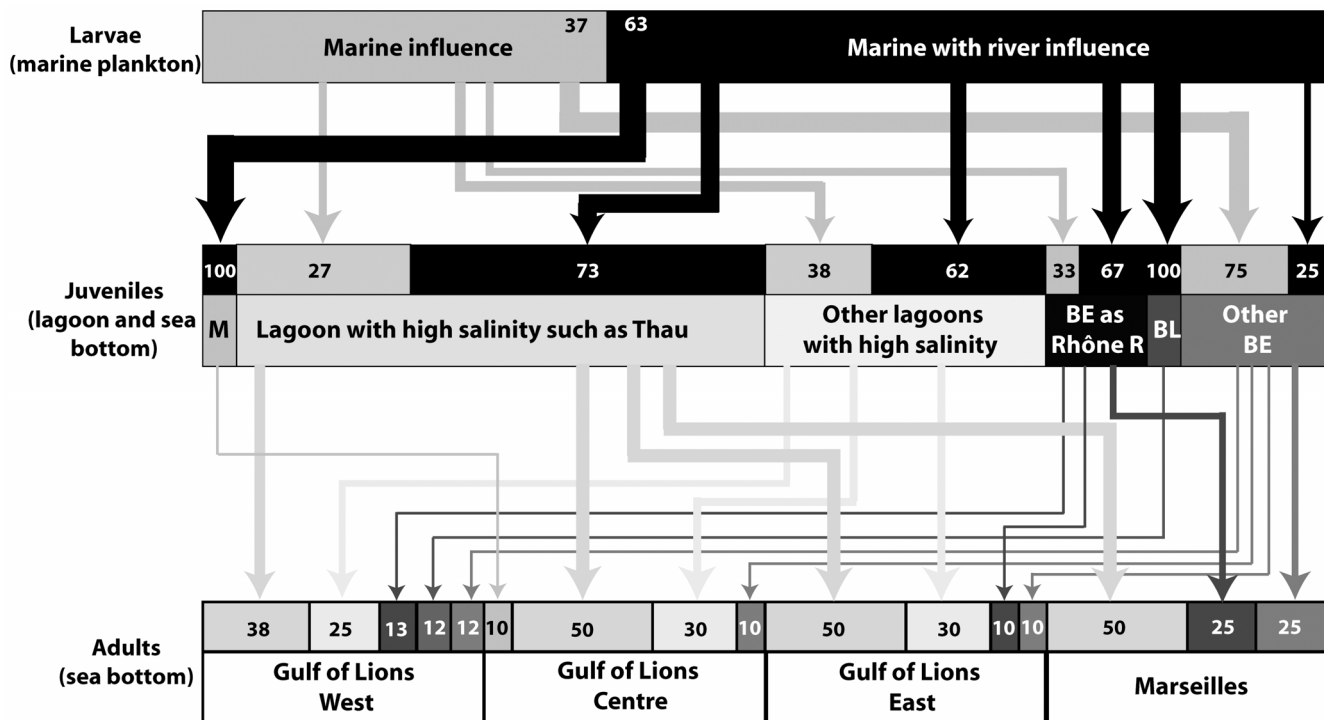 Larvae
(marine plankton)
Marine influence
37
63
Marine with river influence
100
27
73
38
62
33
67
100
75
25
Juveniles
(lagoon and sea
bottom)
M
Lagoon with high salinity such as Thau
Other lagoons
with high salinity
BE as
Rhône R
BL
Other
BE
38
25
13
12
12
10
50
30
10
50
30
10
10
50
25
25
Adults
(sea bottom)
Gulf of Lions
West
Gulf of Lions
Centre
Gulf of Lions
East
Marseilles